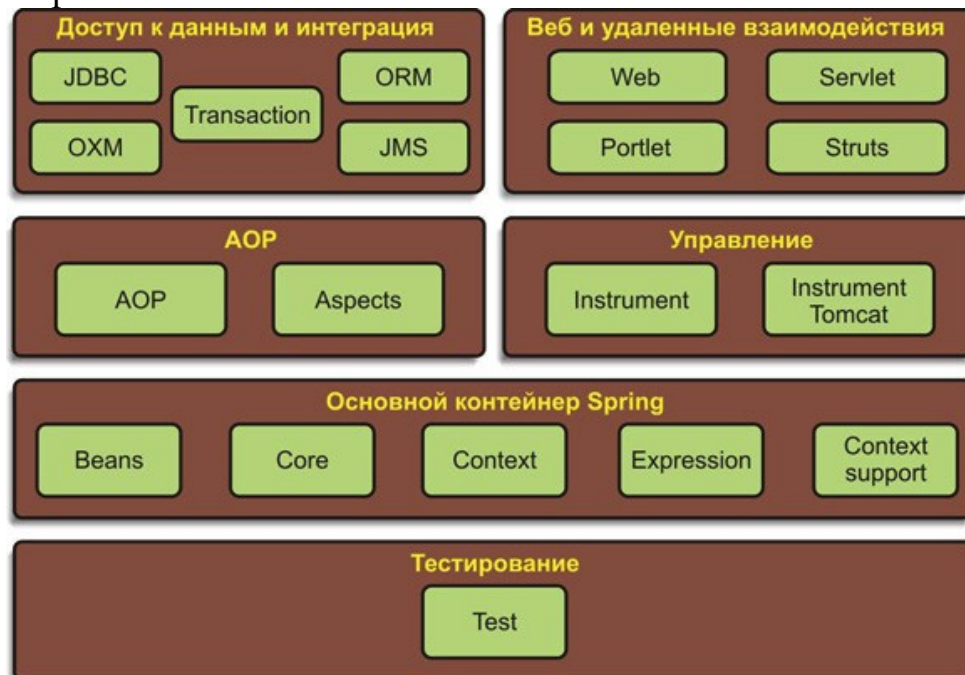 Доступ к данным и интеграция
JDBC
ORM
Transaction
OXM
JMS
Веб и удаленные взаимодействия
Web
Servlet
Portlet
Struts
AOP
AOP
Aspects
Управление
Instrument
Instrument
Tomcat
Основной контейнер Spring
Beans
Core
Context
Expression
Context
support
Тестирование
Test